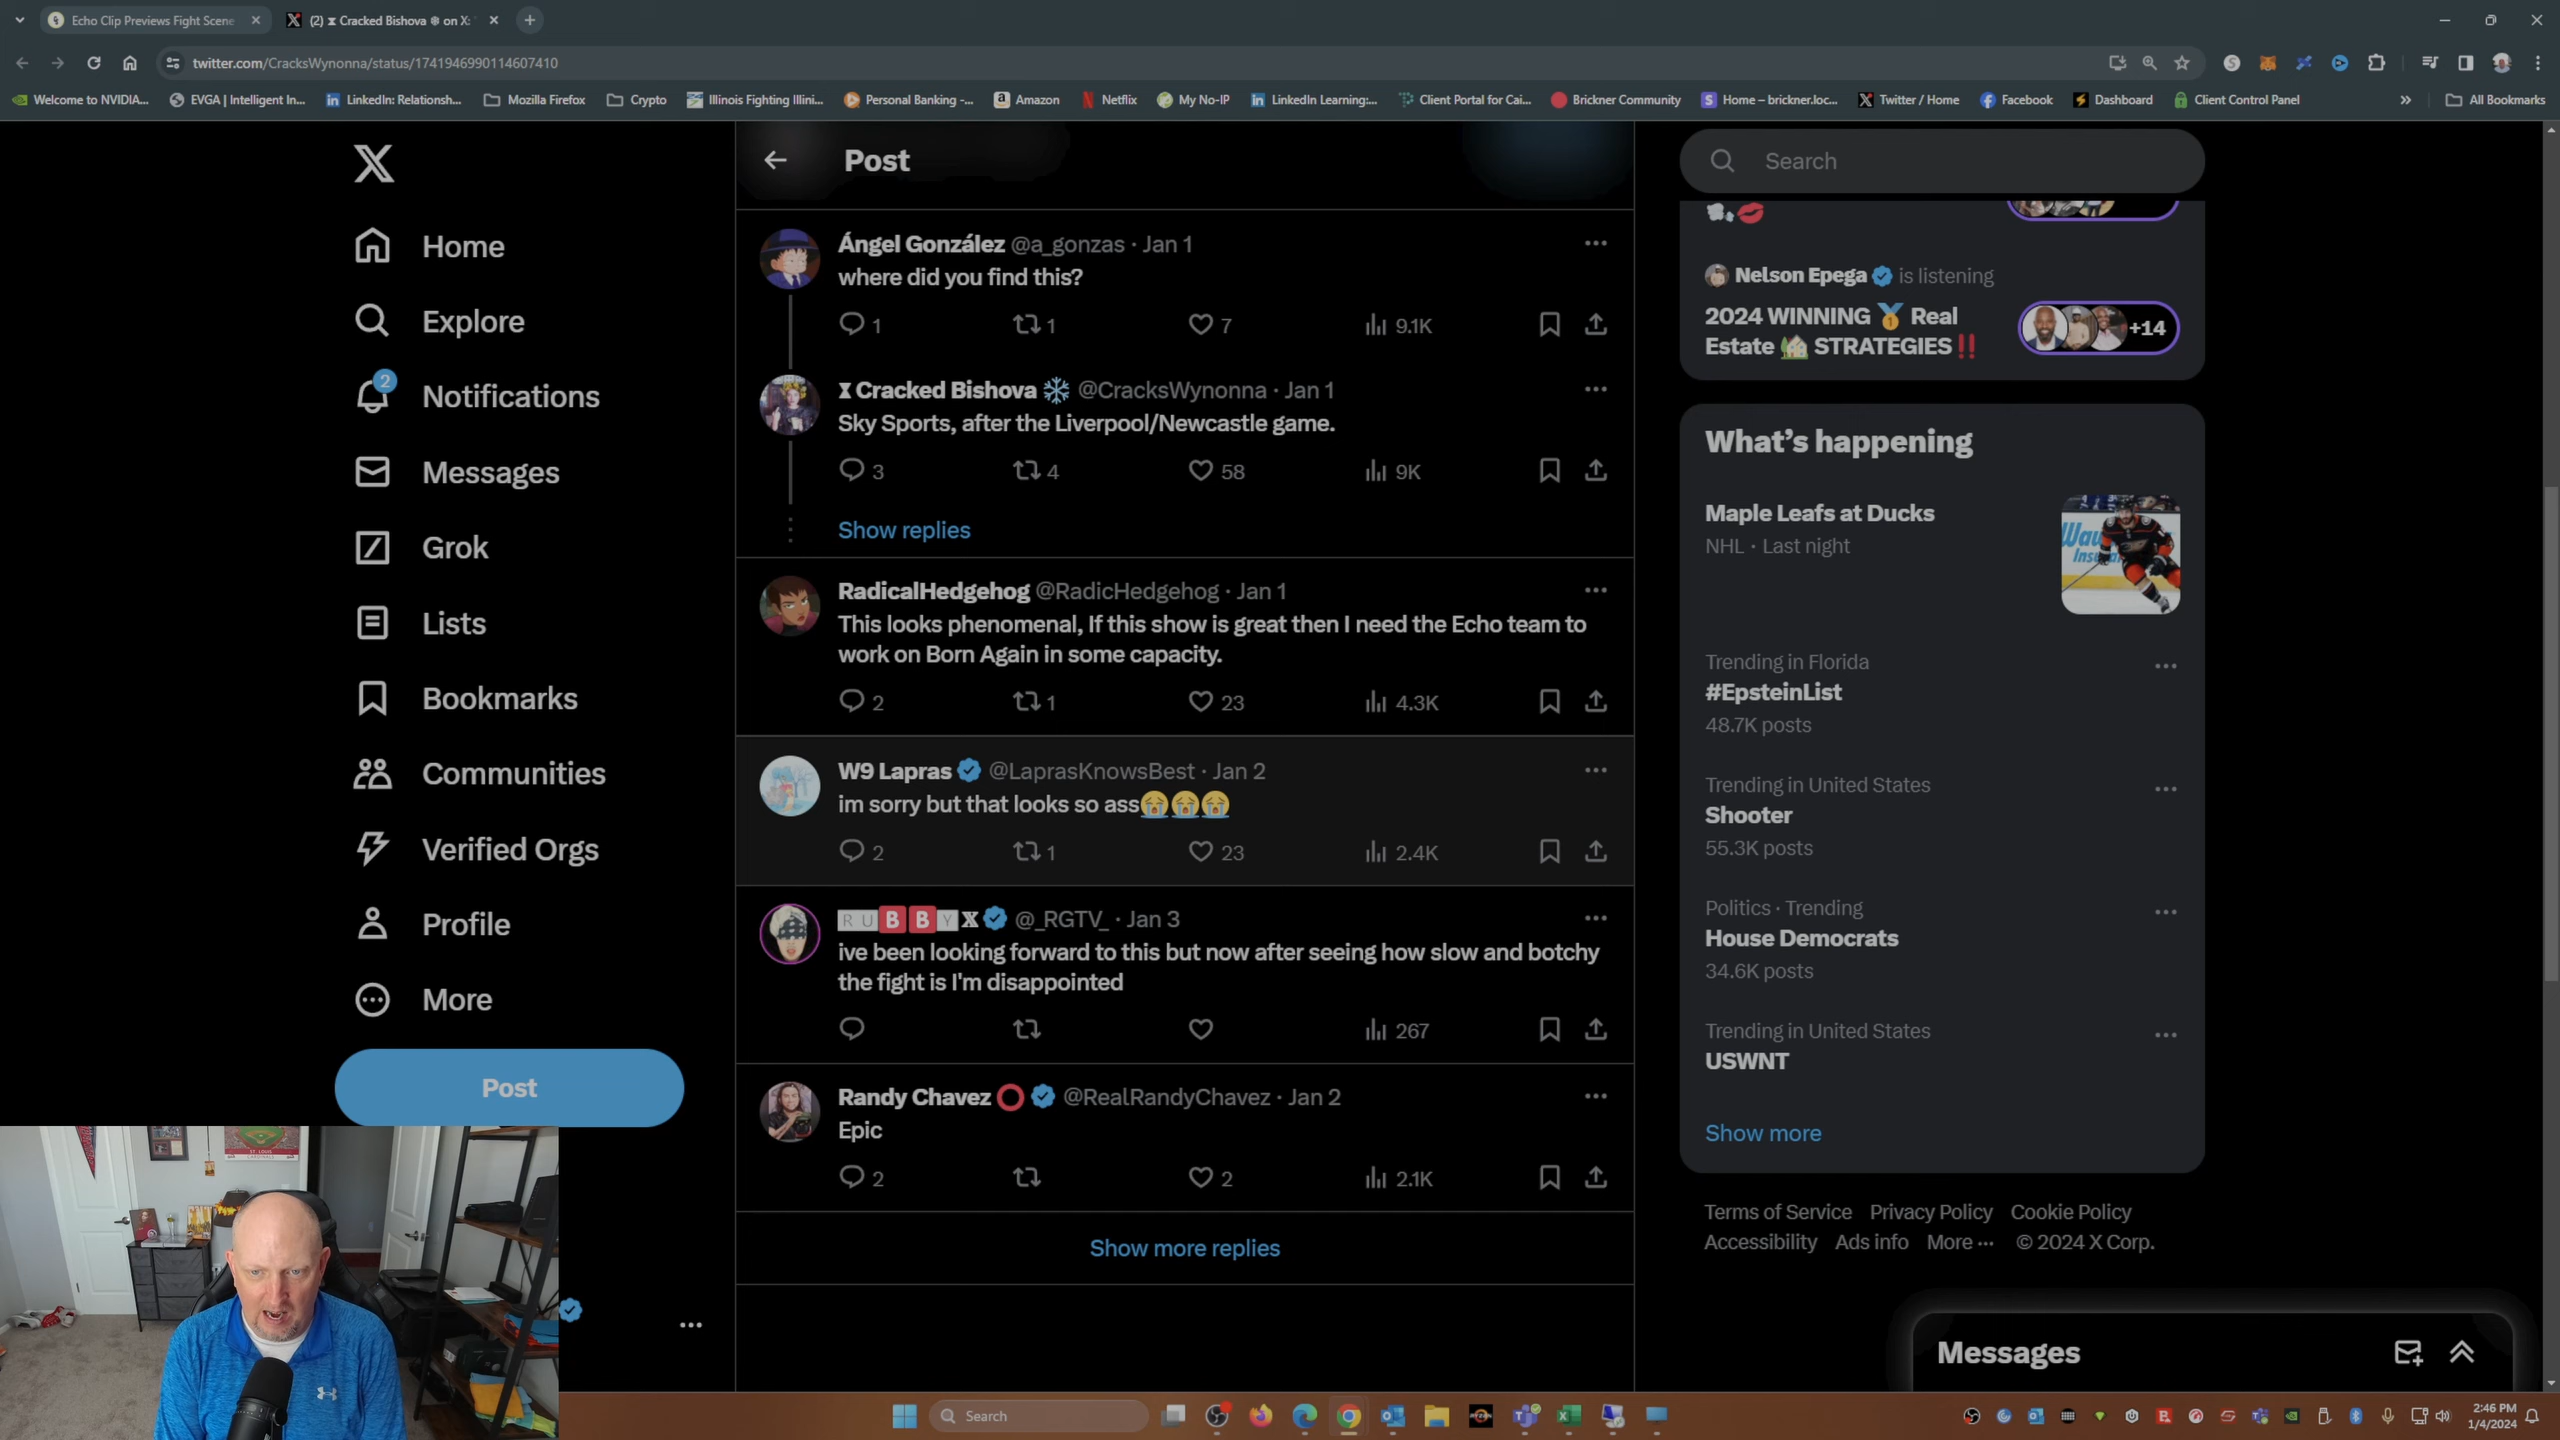 Echo Clip Previews Fight Scene
(2) Cracked Bishova ❄ on X:
twitter.com/CracksWynonna/status/1741946990114607410
Welcome to NVIDIA...
EVGA | Intelligent In...
LinkedIn: Relationsh...
Mozilla Firefox
Crypto
Illinois Fighting Illini...
Personal Banking -...
Amazon
Netflix
My No-IP
LinkedIn Learning:...
Client Portal for Cai...
Brickner Community
Home – brickner.loc...
Twitter / Home
Facebook
Dashboard
Client Control Panel
All Bookmarks
Home
Explore
2
Notifications
Messages
Grok
Lists
Bookmarks
Communities
Verified Orgs
Profile
More
Post
Post
Ángel González @a_gonzas · Jan 1
where did you find this?
1 1 7 9.1K
Cracked Bishova ❄ @CracksWynonna · Jan 1
Sky Sports, after the Liverpool/Newcastle game.
3 4 58 9K
Show replies
RadicalHedgehog @RadicHedgehog · Jan 1
This looks phenomenal, If this show is great then I need the Echo team to
work on Born Again in some capacity.
2 1 23 4.3K
W9 Lapras @LaprasKnowsBest · Jan 2
im sorry but that looks so ass😭😭😭
2 1 23 2.4K
RUBBYX @_RGTV_ · Jan 3
ive been looking forward to this but now after seeing how slow and botchy
the fight is I'm disappointed
267
Randy Chavez ⭕ @RealRandyChavez · Jan 2
Epic
2 2 2.1K
Show more replies
Search
Nelson Epega is listening
2024 WINNING 🏅 Real
Estate 🏡 STRATEGIES‼️
+14
What's happening
Maple Leafs at Ducks
NHL · Last night
Trending in Florida
#EpsteinList
48.7K posts
Trending in United States
Shooter
55.3K posts
Politics · Trending
House Democrats
34.6K posts
Trending in United States
USWNT
Show more
Terms of Service Privacy Policy Cookie Policy
Accessibility Ads info More ··· © 2024 X Corp.
Messages
ST. LOUIS
CARDINALS
Search
2:46 PM
1/4/2024